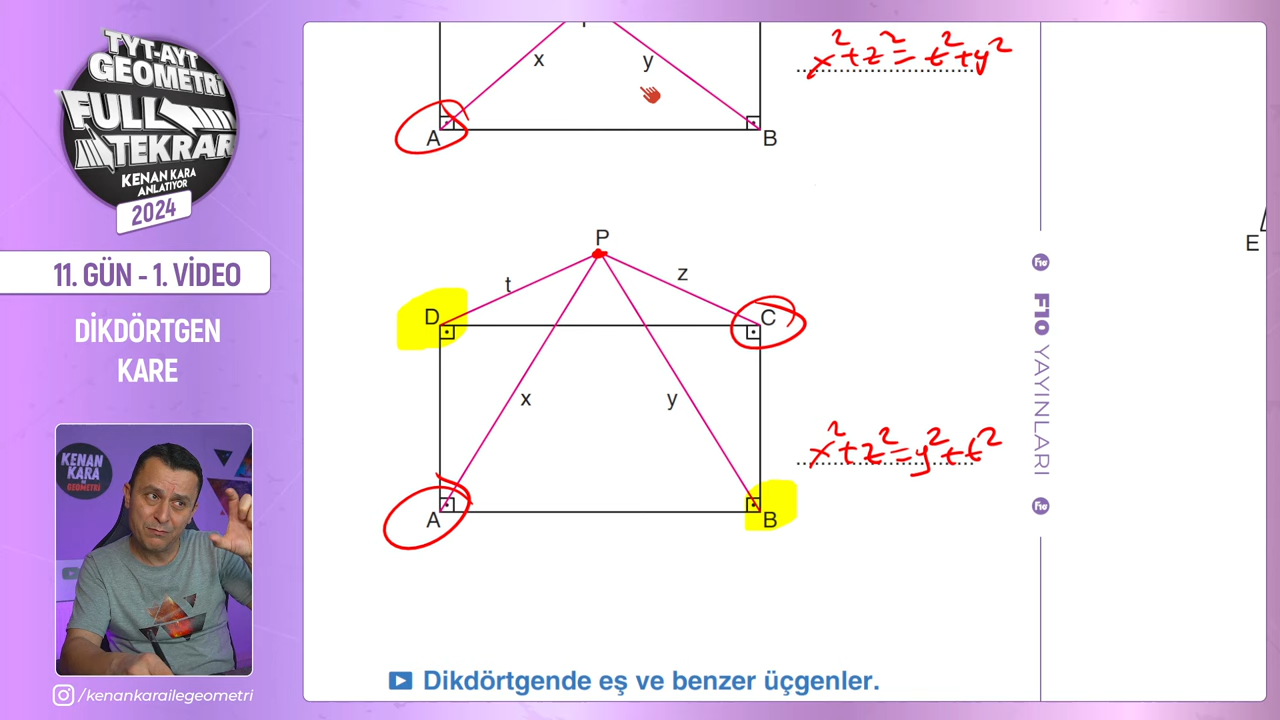 TYT-AYT
GEOMETRİ
FULL
TEKRAR
KENAN KARA
ANLATIYOR
2024
11. GÜN - 1. VİDEO
DİKDÖRTGEN
KARE
KENAN
KARA
GEOMETRİ
/kenankarailegeometri
x
y
A
B
x²+z²=t²+y²
P
t
z
D
C
x
y
A
B
x²+z²=y²+t²
Dikdörtgende eş ve benzer üçgenler.
F10 YAYINLARI
E